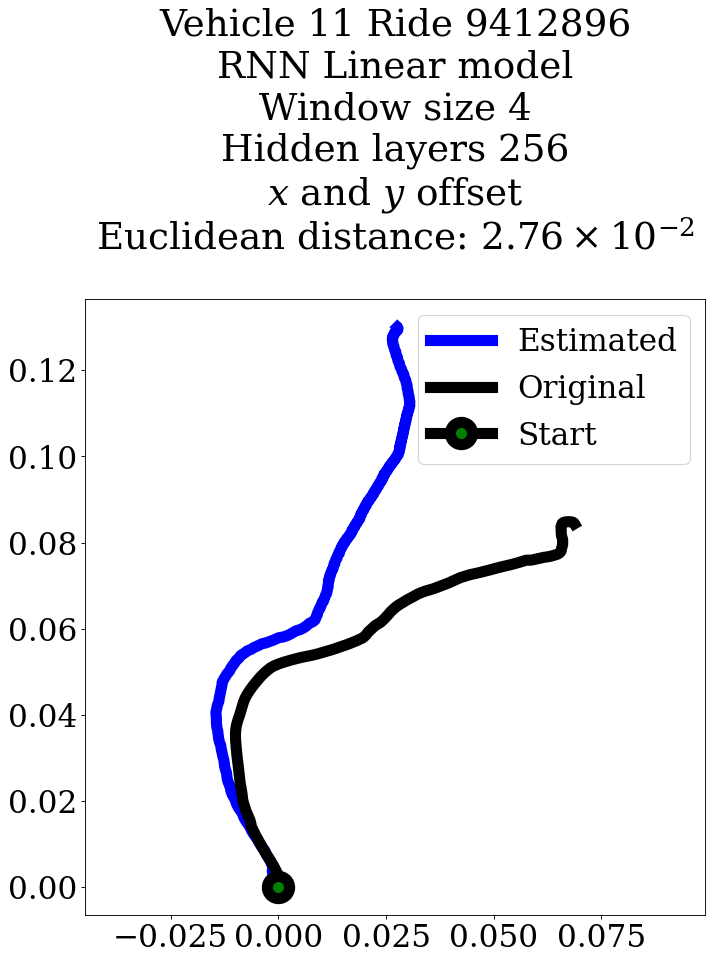 Vehicle 11 Ride 9412896
RNN Linear model
Window size 4
Hidden layers 256
x and y offset
Euclidean distance: 2.76 × 10⁻²
Estimated
Original
Start
0.12
0.10
0.08
0.06
0.04
0.02
0.00
−0.025 0.000 0.025 0.050 0.075